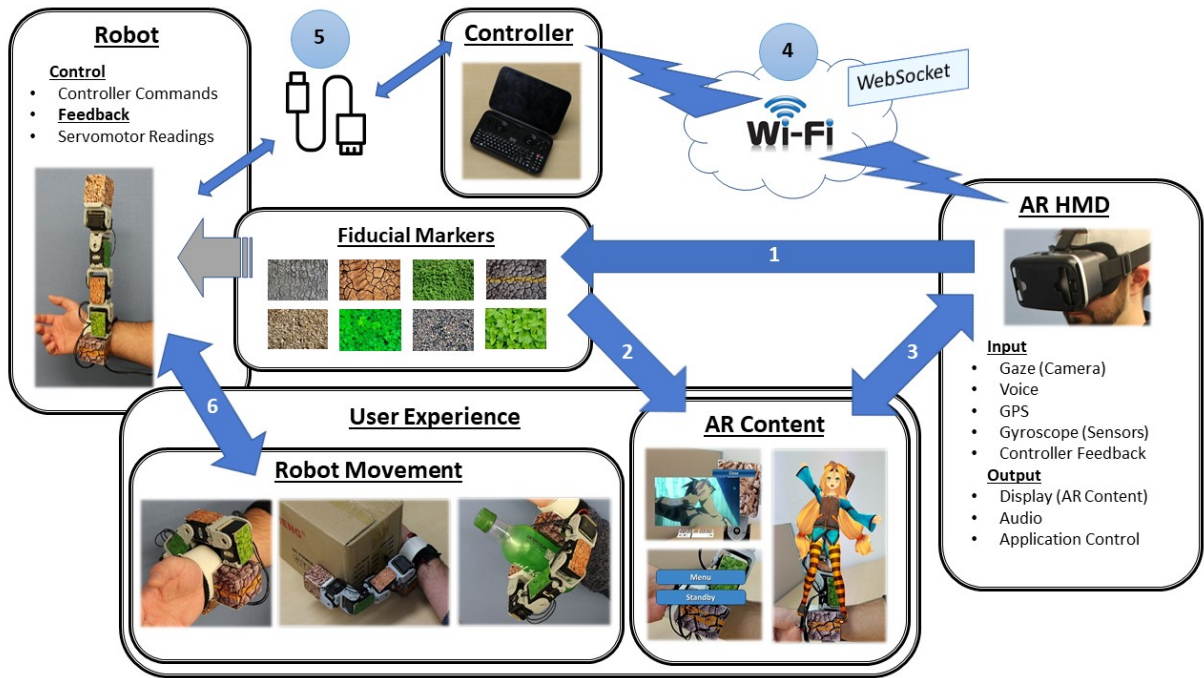 Robot
Control
• Controller Commands
• Feedback
• Servomotor Readings
5
Controller
4
WebSocket
Wi-Fi
AR HMD
Input
• Gaze (Camera)
• Voice
• GPS
• Gyroscope (Sensors)
• Controller Feedback
Output
• Display (AR Content)
• Audio
• Application Control
Fiducial Markers
1
2
3
6
User Experience
Robot Movement
AR Content
Menu
Standby